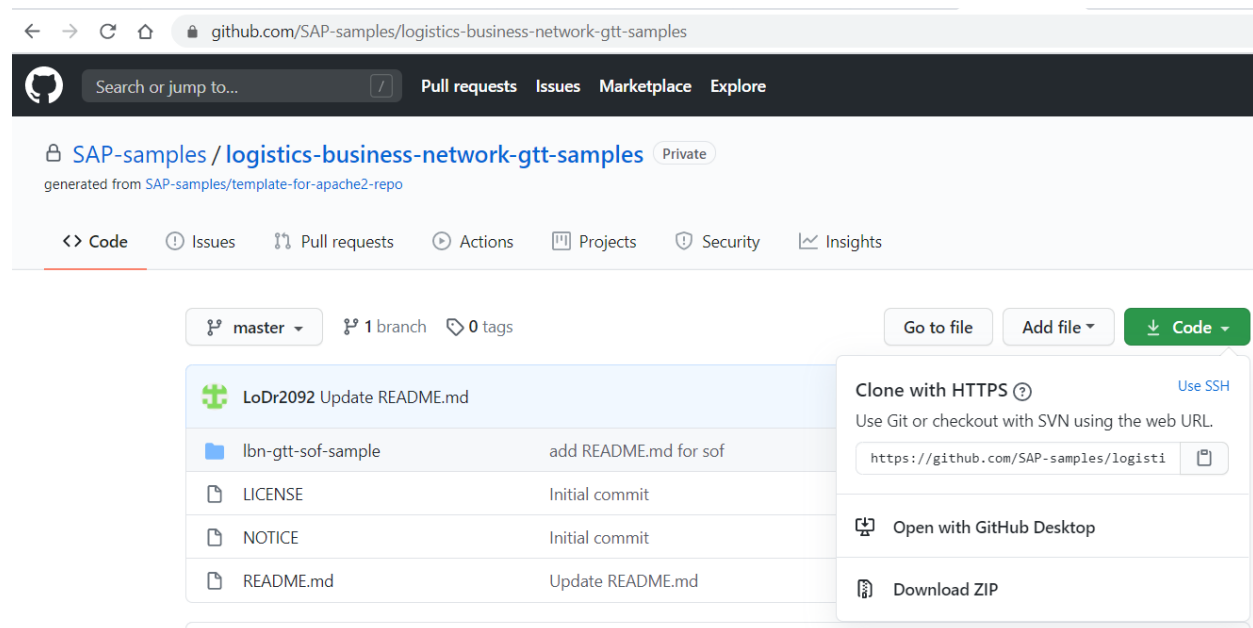 github.com/SAP-samples/logistics-business-network-gtt-samples
Search or jump to... /
Pull requests Issues Marketplace Explore
SAP-samples / logistics-business-network-gtt-samples Private
generated from SAP-samples/template-for-apache2-repo
<> Code Issues Pull requests Actions Projects Security Insights
master 1 branch 0 tags Go to file Add file Code
LoDr2092 Update README.md
lbn-gtt-sof-sample add README.md for sof
LICENSE Initial commit
NOTICE Initial commit
README.md Update README.md
Clone with HTTPS ? Use SSH
Use Git or checkout with SVN using the web URL.
https://github.com/SAP-samples/logisti
Open with GitHub Desktop
Download ZIP